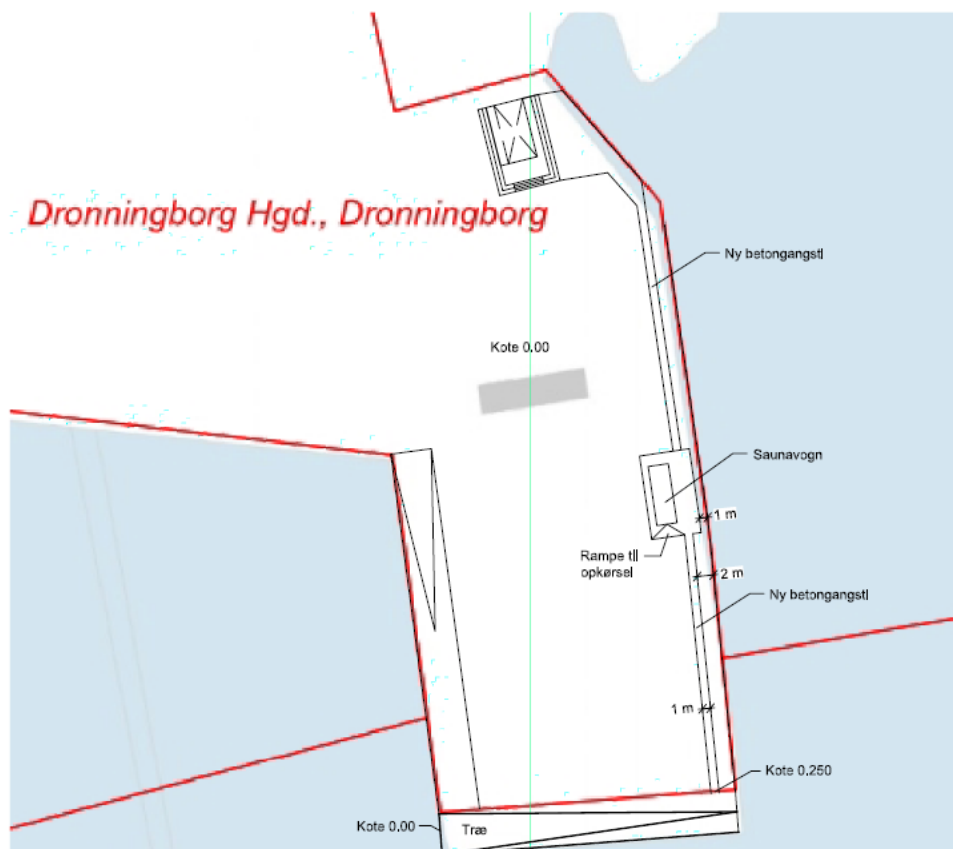 Dronningborg Hgd., Dronningborg
Ny betongangsti
Kote 0.00
Saunavogn
1 m
Rampe til
opkørsel
2 m
Ny betongangsti
1 m
Kote 0.250
Kote 0.00
Træ